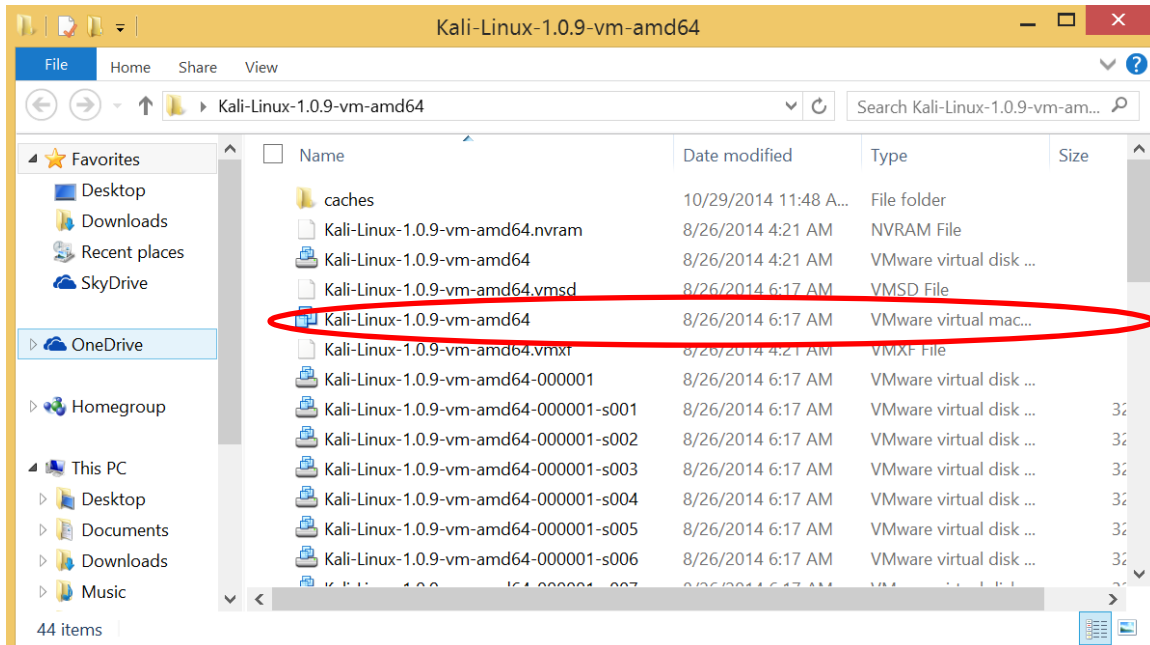 Kali-Linux-1.0.9-vm-amd64
File Home Share View
Kali-Linux-1.0.9-vm-amd64 Search Kali-Linux-1.0.9-vm-am...
Favorites
Desktop
Downloads
Recent places
SkyDrive
OneDrive
Homegroup
This PC
Desktop
Documents
Downloads
Music
Name Date modified Type Size
caches 10/29/2014 11:48 A... File folder
Kali-Linux-1.0.9-vm-amd64.nvram 8/26/2014 4:21 AM NVRAM File
Kali-Linux-1.0.9-vm-amd64 8/26/2014 4:21 AM VMware virtual disk ...
Kali-Linux-1.0.9-vm-amd64.vmsd 8/26/2014 6:17 AM VMSD File
Kali-Linux-1.0.9-vm-amd64 8/26/2014 6:17 AM VMware virtual mac...
Kali-Linux-1.0.9-vm-amd64.vmxf 8/26/2014 4:21 AM VMXF File
Kali-Linux-1.0.9-vm-amd64-000001 8/26/2014 6:17 AM VMware virtual disk ...
Kali-Linux-1.0.9-vm-amd64-000001-s001 8/26/2014 6:17 AM VMware virtual disk ... 32
Kali-Linux-1.0.9-vm-amd64-000001-s002 8/26/2014 6:17 AM VMware virtual disk ... 32
Kali-Linux-1.0.9-vm-amd64-000001-s003 8/26/2014 6:17 AM VMware virtual disk ... 32
Kali-Linux-1.0.9-vm-amd64-000001-s004 8/26/2014 6:17 AM VMware virtual disk ... 32
Kali-Linux-1.0.9-vm-amd64-000001-s005 8/26/2014 6:17 AM VMware virtual disk ... 32
Kali-Linux-1.0.9-vm-amd64-000001-s006 8/26/2014 6:17 AM VMware virtual disk ... 32
44 items